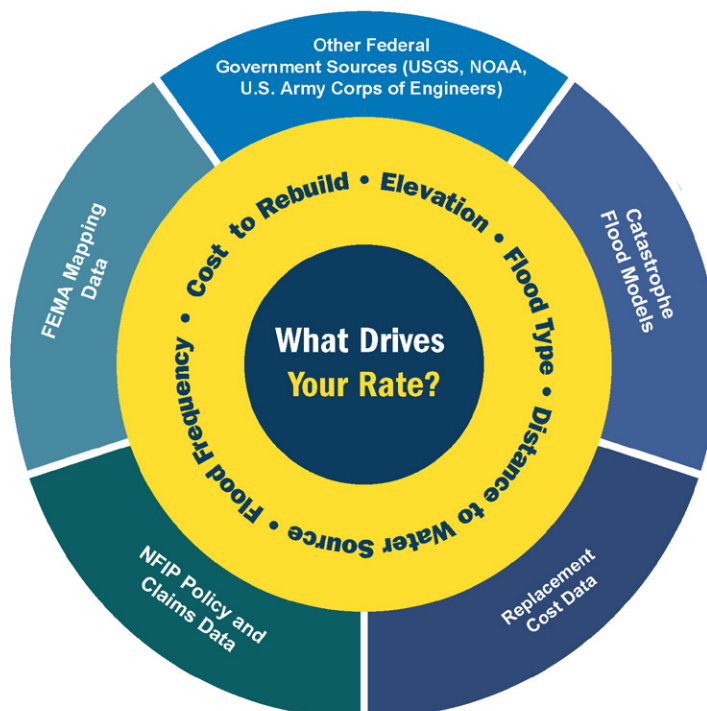 Other Federal
Government Sources (USGS, NOAA,
U.S. Army Corps of Engineers)
Catastrophe
Flood Models
Replacement
Cost Data
NFIP Policy and
Claims Data
FEMA Mapping
Data
Cost to Rebuild • Elevation • Flood Type • Distance to Water Source • Flood Frequency •
What Drives
Your Rate?